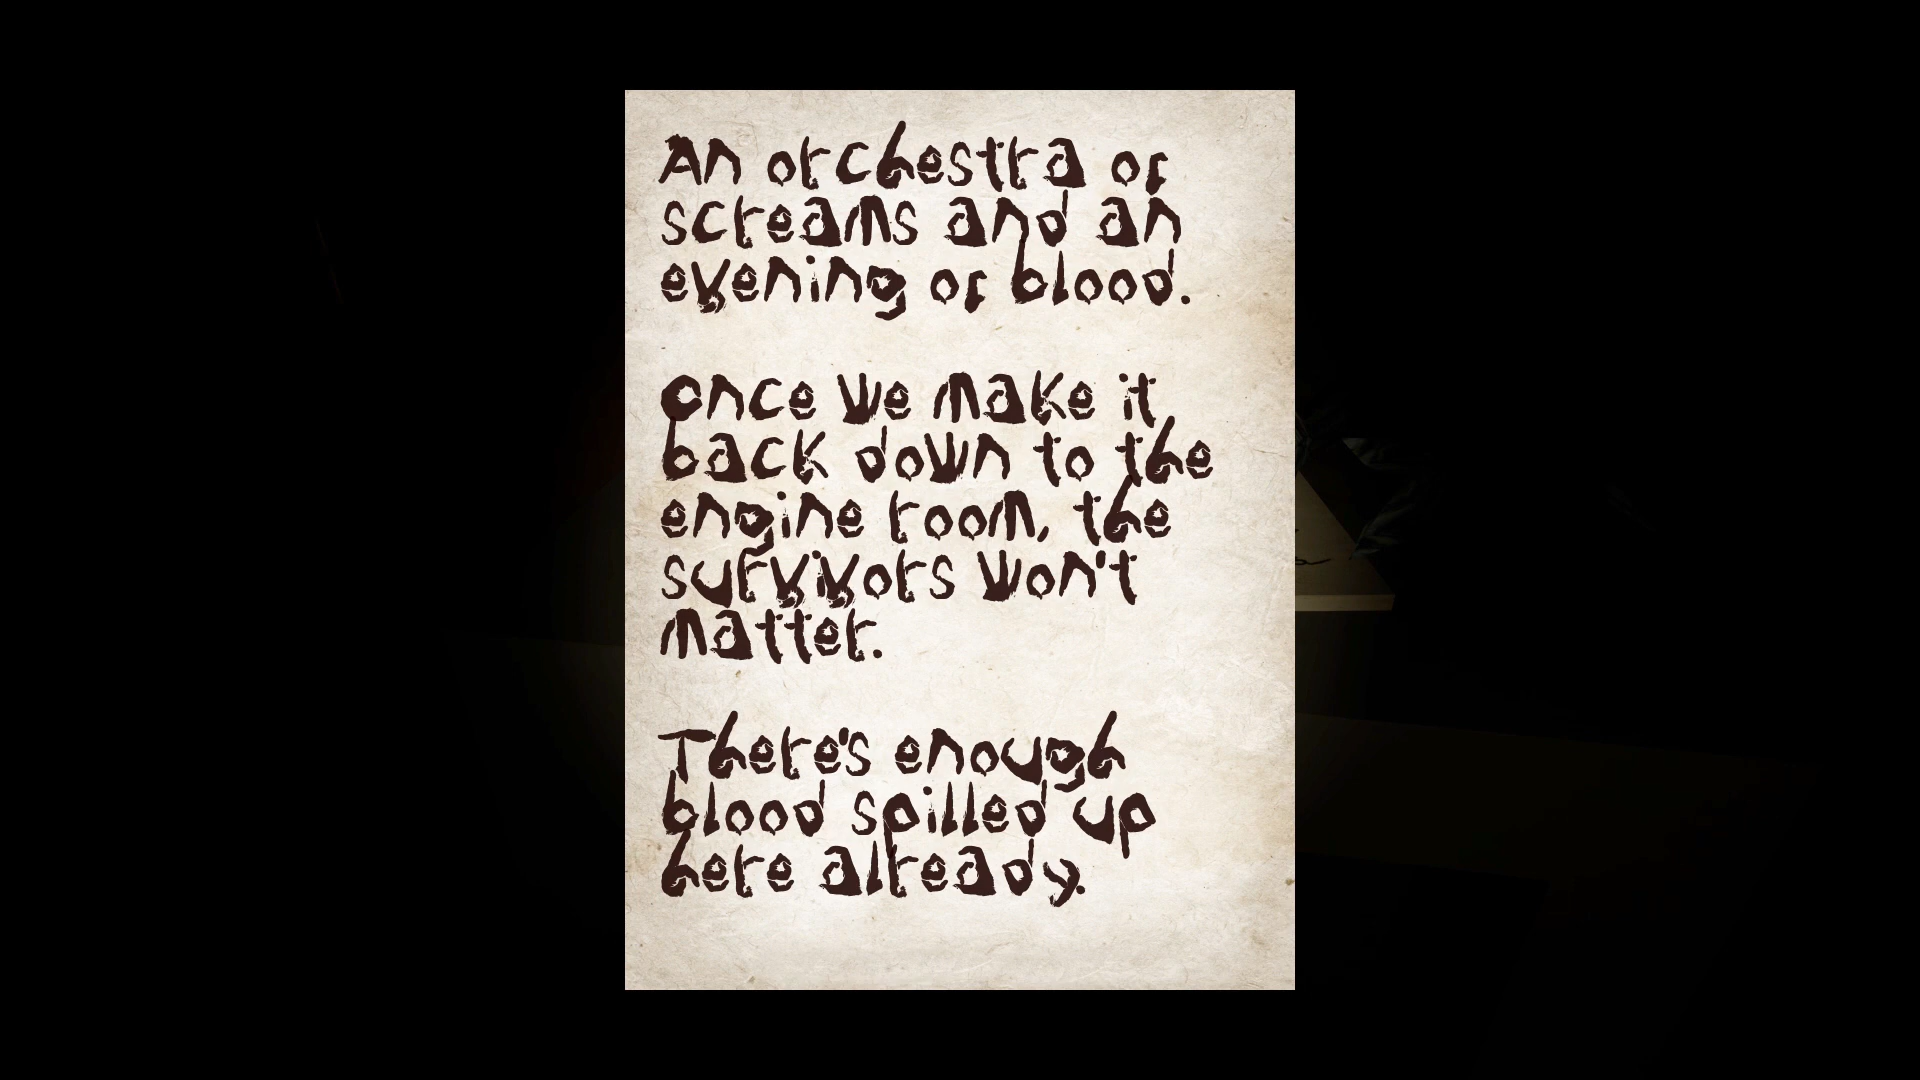 An orchestra of
screams and an
evening of blood.
Once we make it
back down to the
engine room, the
survivors won't
matter.
There's enough
blood spilled up
here already.